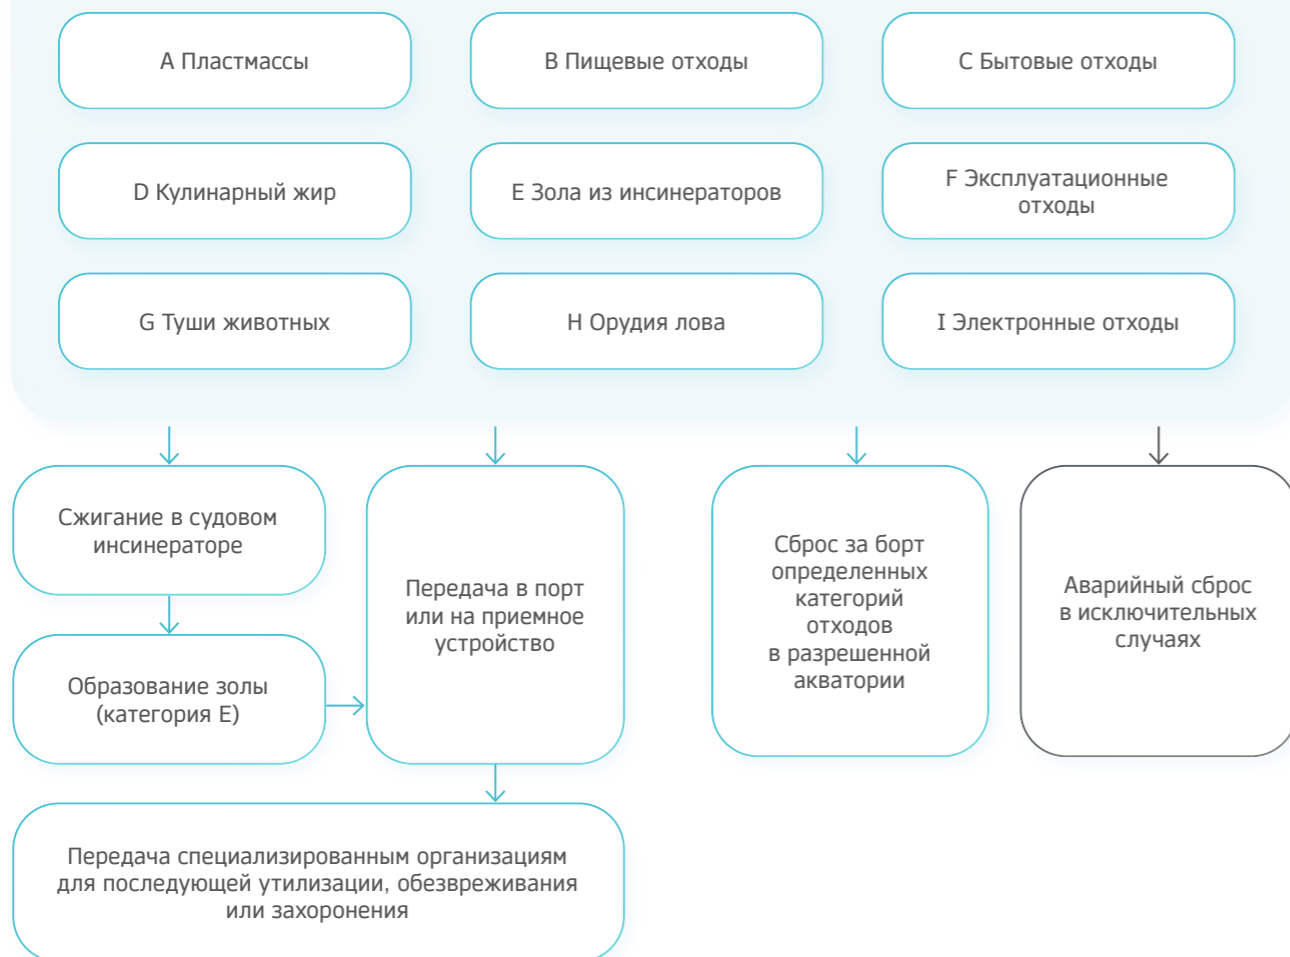 A Пластмассы
B Пищевые отходы
C Бытовые отходы
D Кулинарный жир
E Зола из инсинераторов
F Эксплуатационные
отходы
G Туши животных
H Орудия лова
I Электронные отходы
Сжигание в судовом
инсинераторе
Образование золы
(категория E)
Передача в порт
или на приемное
устройство
Сброс за борт
определенных
категорий
отходов
в разрешенной
акватории
Аварийный сброс
в исключительных
случаях
Передача специализированным организациям
для последующей утилизации, обезвреживания
или захоронения